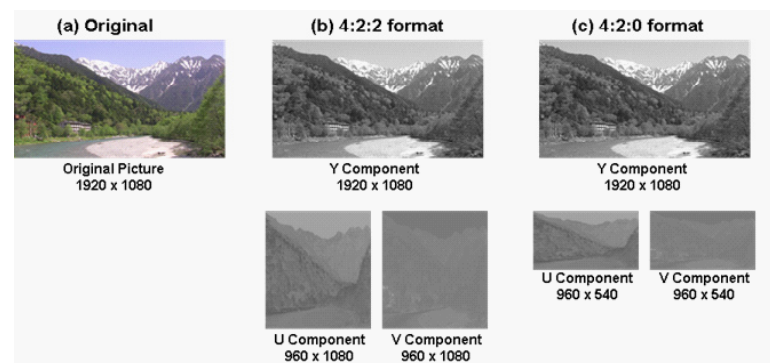 (a) Original
(b) 4:2:2 format
(c) 4:2:0 format
Original Picture
1920 x 1080
Y Component
1920 x 1080
Y Component
1920 x 1080
U Component
960 x 1080
V Component
960 x 1080
U Component
960 x 540
V Component
960 x 540